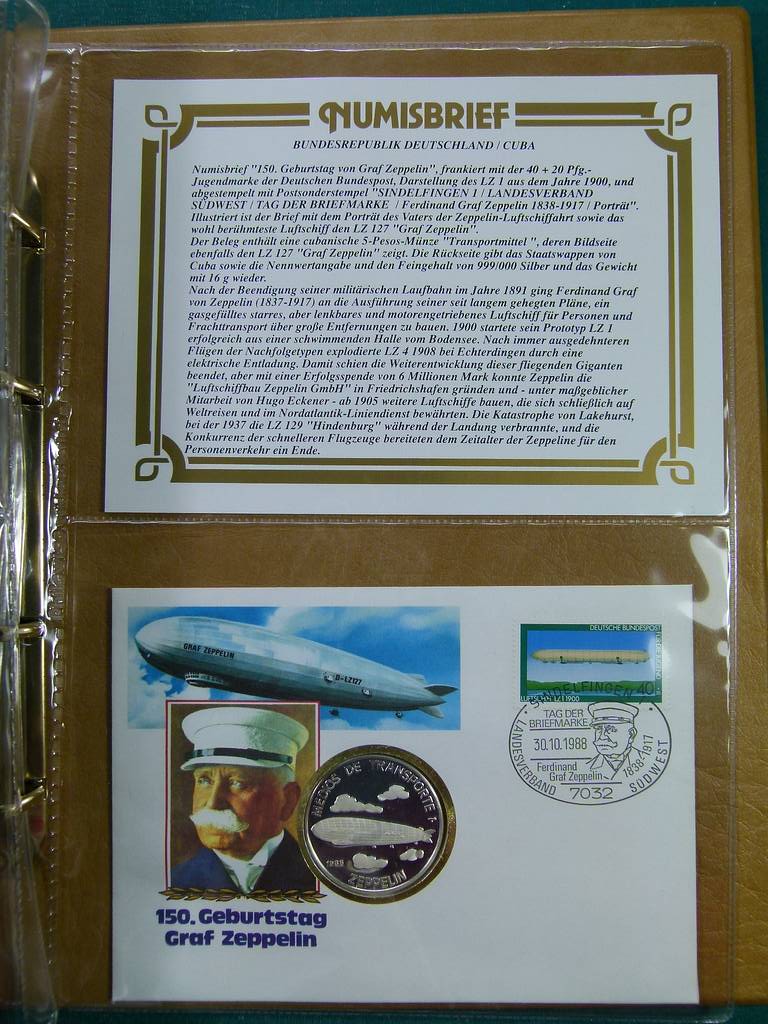 NUMISBRIEF
BUNDESREPUBLIK DEUTSCHLAND / CUBA
Numisbrief "150. Geburtstag von Graf Zeppelin", frankiert mit der 40 + 20 Pfg.-
Jugendmarke der Deutschen Bundespost, Darstellung des LZ 1 aus dem Jahre 1900, und
abgestempelt mit Postsonderstempel "SINDELFINGEN 1 / LANDESVERBAND
SÜDWEST / TAG DER BRIEFMARKE / Ferdinand Graf Zeppelin 1838-1917 / Porträt".
Illustriert ist der Brief mit dem Porträt des Vaters der Zeppelin-Luftschiffahrt sowie das
wohl berühmteste Luftschiff den LZ 127 "Graf Zeppelin".
Der Beleg enthält eine cubanische 5-Pesos-Münze "Transportmittel ", deren Bildseite
ebenfalls den LZ 127 "Graf Zeppelin" zeigt. Die Rückseite gibt das Staatswappen von
Cuba sowie die Nennwertangabe und den Feingehalt von 999/000 Silber und das Gewicht
mit 16 g wieder.
Nach der Beendigung seiner militärischen Laufbahn im Jahre 1891 ging Ferdinand Graf
von Zeppelin (1837-1917) an die Ausführung seiner seit langem gehegten Pläne, ein
gasgefülltes starres, aber lenkbares und motorengetriebenes Luftschiff für Personen und
Frachttransport über große Entfernungen zu bauen. 1900 startete sein Prototyp LZ 1
erfolgreich aus einer schwimmenden Halle vom Bodensee. Nach immer ausgedehnteren
Flügen der Nachfolgetypen explodierte LZ 4 1908 bei Echterdingen durch eine
elektrische Entladung. Damit schien die Weiterentwicklung dieser fliegenden Giganten
beendet, aber mit einer Erfolgsspende von 6 Millionen Mark konnte Zeppelin die
"Luftschiffbau Zeppelin GmbH" in Friedrichshafen gründen und - unter maßgeblicher
Mitarbeit von Hugo Eckener - ab 1905 weitere Luftschiffe bauen, die sich schließlich auf
Weltreisen und im Nordatlantik-Liniendienst bewährten. Die Katastrophe von Lakehurst,
bei der 1937 die LZ 129 "Hindenburg" während der Landung verbrannte, und die
Konkurrenz der schnelleren Flugzeuge bereiteten dem Zeitalter der Zeppeline für den
Personenverkehr ein Ende.
GRAF ZEPPELIN
D-LZ127
DEUTSCHE BUNDESPOST
40
LUFTSCHIFF LZ 1 1900
SINDELFINGEN
TAG DER
BRIEFMARKE
30.10.1988
Ferdinand
Graf Zeppelin
1838-1917
LANDESVERBAND SÜDWEST
7032
MEDIOS DE TRANSPORTE
1988
ZEPPELIN
150. Geburtstag
Graf Zeppelin